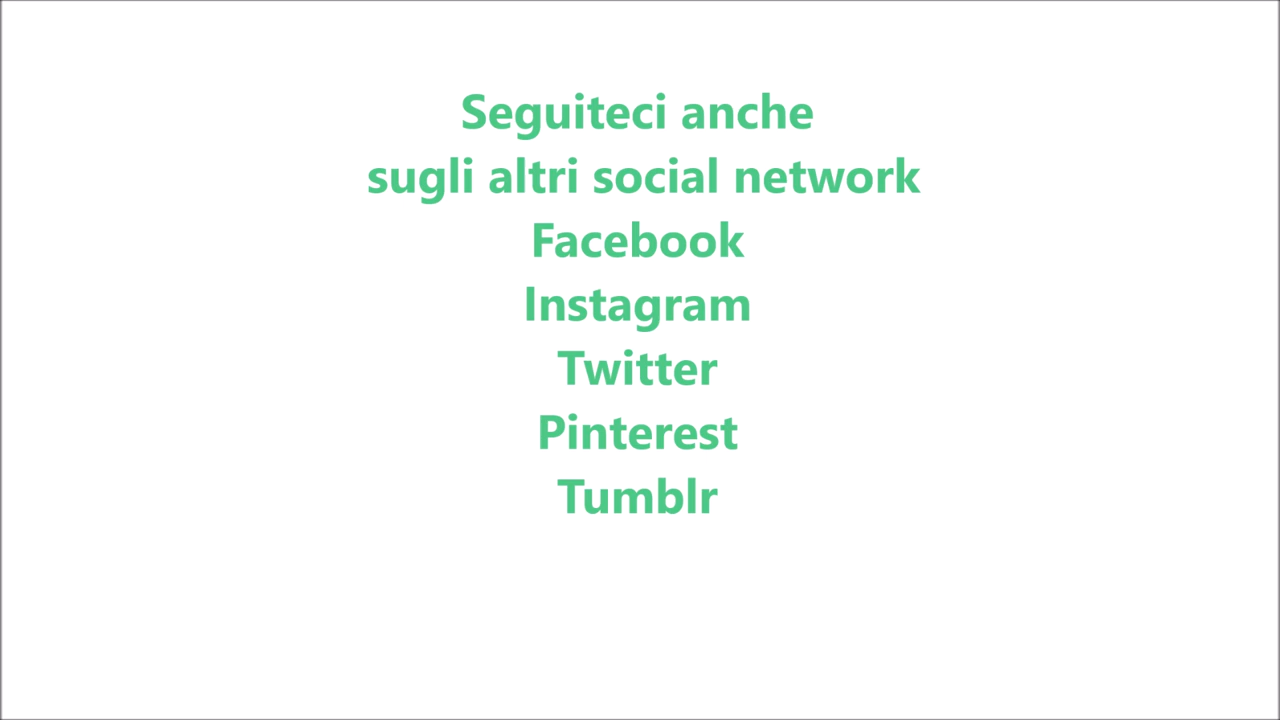 Seguiteci anche
sugli altri social network
Facebook
Instagram
Twitter
Pinterest
Tumblr